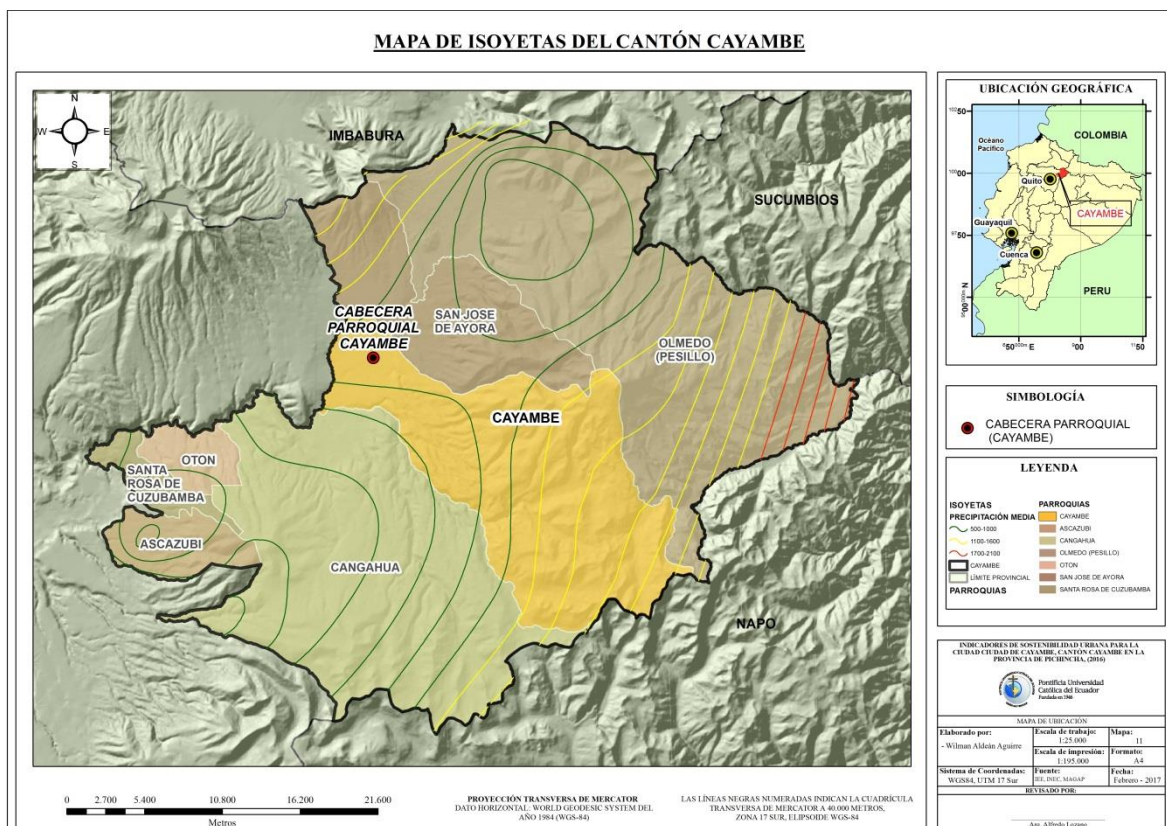 MAPA DE ISOYETAS DEL CANTÓN CAYAMBE
N
W
E
S
IMBABURA
SUCUMBIOS
CABECERA
PARROQUIAL
CAYAMBE
SAN JOSE
DE AYORA
OLMEDO
(PESILLO)
CAYAMBE
OTON
SANTA
ROSA DE
CUZUBAMBA
ASCAZUBI
CANGAHUA
NAPO
0 2.700 5.400 10.800 16.200 21.600
Metros
PROYECCIÓN TRANSVERSA DE MERCATOR
DATO HORIZONTAL: WORLD GEODESIC SYSTEM DEL
AÑO 1984 (WGS-84)
LAS LÍNEAS NEGRAS NUMERADAS INDICAN LA CUADRÍCULA
TRANSVERSA DE MERCATOR A 40.000 METROS,
ZONA 17 SUR, ELIPSOIDE WGS-84
UBICACIÓN GEOGRÁFICA
COLOMBIA
Océano
Pacífico
Quito
CAYAMBE
Guayaquil
Cuenca
PERU
SIMBOLOGÍA
CABECERA PARROQUIAL
(CAYAMBE)
LEYENDA
ISOYETAS
PRECIPITACIÓN MEDIA
500-1000
1100-1600
1700-2100
CAYAMBE
LÍMITE PROVINCIAL
PARROQUIAS
PARROQUIAS
CAYAMBE
ASCAZUBI
CANGAHUA
OLMEDO (PESILLO)
OTON
SAN JOSE DE AYORA
SANTA ROSA DE CUZUBAMBA
INDICADORES DE SOSTENIBILIDAD URBANA PARA LA
CIUDAD CIUDAD DE CAYAMBE, CANTÓN CAYAMBE EN LA
PROVINCIA DE PICHINCHA, (2016)
Pontificia Universidad
Católica del Ecuador
Fundada en 1946
MAPA DE UBICACIÓN
Elaborado por:
- Wilman Aldeán Aguirre
Escala de trabajo:
1:25.000
Mapa:
11
Escala de impresión:
1:195.000
Formato:
A4
Sistema de Coordenadas:
WGS84, UTM 17 Sur
Fuente:
IEE, INEC, MAGAP
Fecha:
Febrero - 2017
REVISADO POR:
Arq. Alfredo Lozano